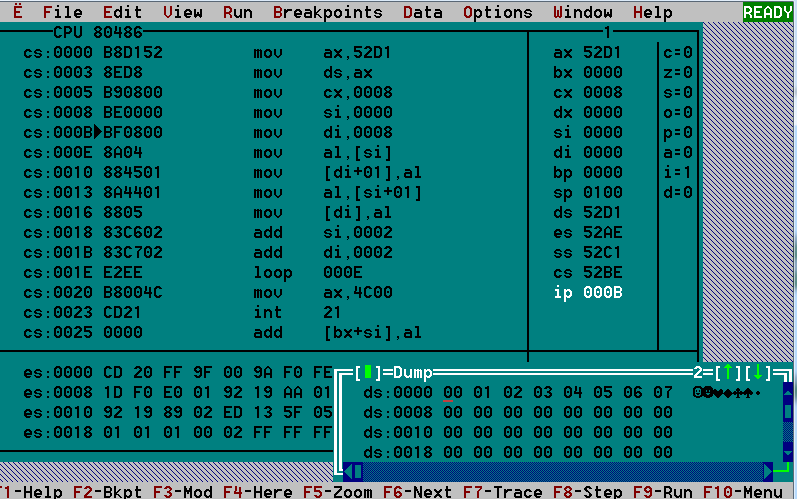 Ë File Edit View Run Breakpoints Data Options Window Help READY
CPU 80486 1
cs:0000 B8D152 mov ax,52D1 ax 52D1 c=0
cs:0003 8ED8 mov ds,ax bx 0000 z=0
cs:0005 B90800 mov cx,0008 cx 0008 s=0
cs:0008 BE0000 mov si,0000 dx 0000 o=0
cs:000B►BF0800 mov di,0008 si 0000 p=0
cs:000E 8A04 mov al,[si] di 0000 a=0
cs:0010 884501 mov [di+01],al bp 0000 i=1
cs:0013 8A4401 mov al,[si+01] sp 0100 d=0
cs:0016 8805 mov [di],al ds 52D1
cs:0018 83C602 add si,0002 es 52AE
cs:001B 83C702 add di,0002 ss 52C1
cs:001E E2EE loop 000E cs 52BE
cs:0020 B8004C mov ax,4C00 ip 000B
cs:0023 CD21 int 21
cs:0025 0000 add [bx+si],al
es:0000 CD 20 FF 9F 00 9A F0 FE
es:0008 1D F0 E0 01 92 19 AA 01
es:0010 92 19 89 02 ED 13 5F 05
es:0018 01 01 01 00 02 FF FF FF
[■]=Dump 2=[↑][↓]
ds:0000 00 01 02 03 04 05 06 07 ☺☻♥♦♣♠•
ds:0008 00 00 00 00 00 00 00 00
ds:0010 00 00 00 00 00 00 00 00
ds:0018 00 00 00 00 00 00 00 00
1-Help F2-Bkpt F3-Mod F4-Here F5-Zoom F6-Next F7-Trace F8-Step F9-Run F10-Menu